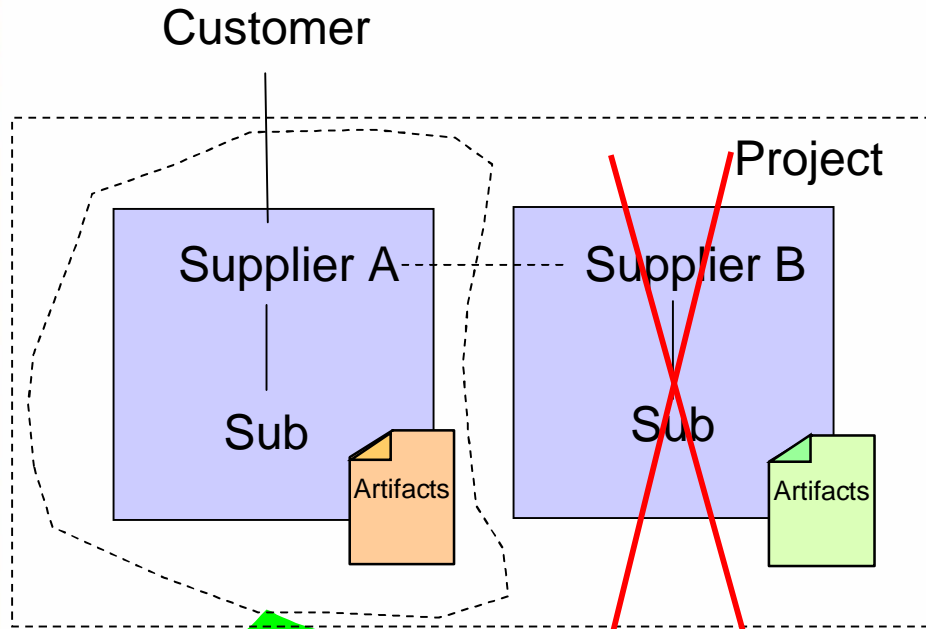 Customer
Project
Supplier A
Supplier B
Sub
Sub
Artifacts
Artifacts